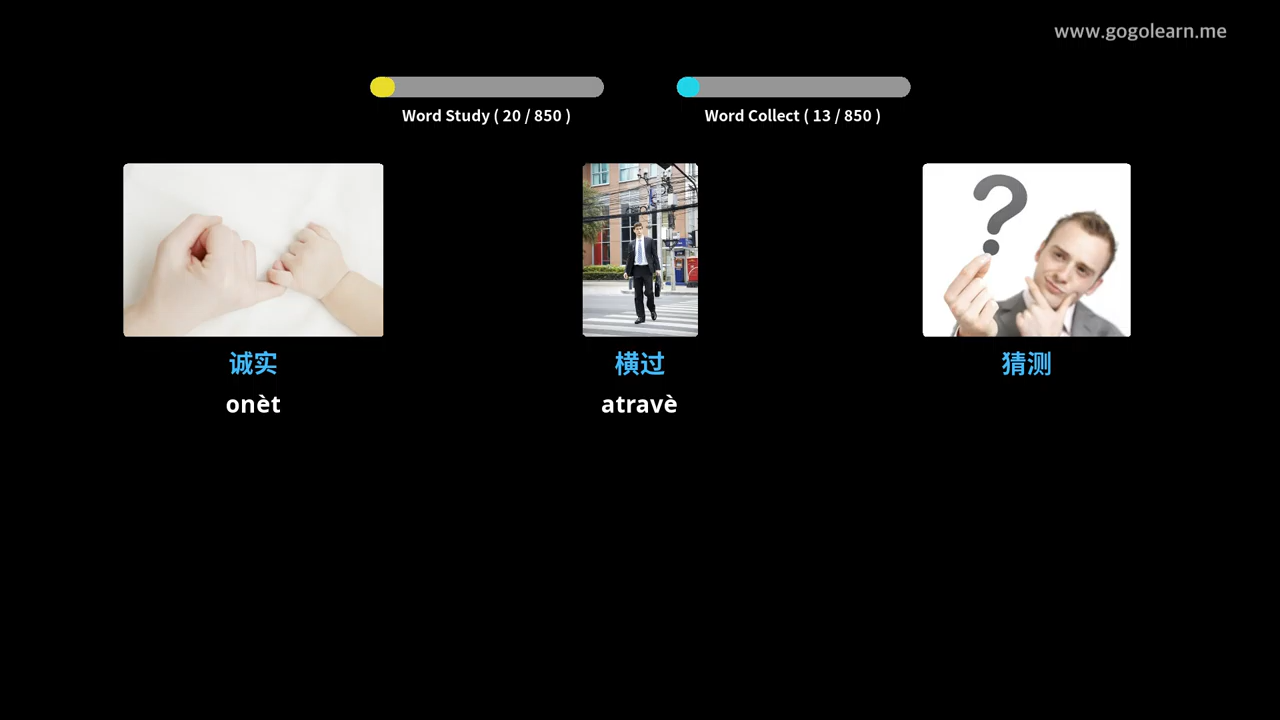 www.gogolearn.me
Word Study ( 20 / 850 )
Word Collect ( 13 / 850 )
诚实
横过
猜测
onèt
atravè